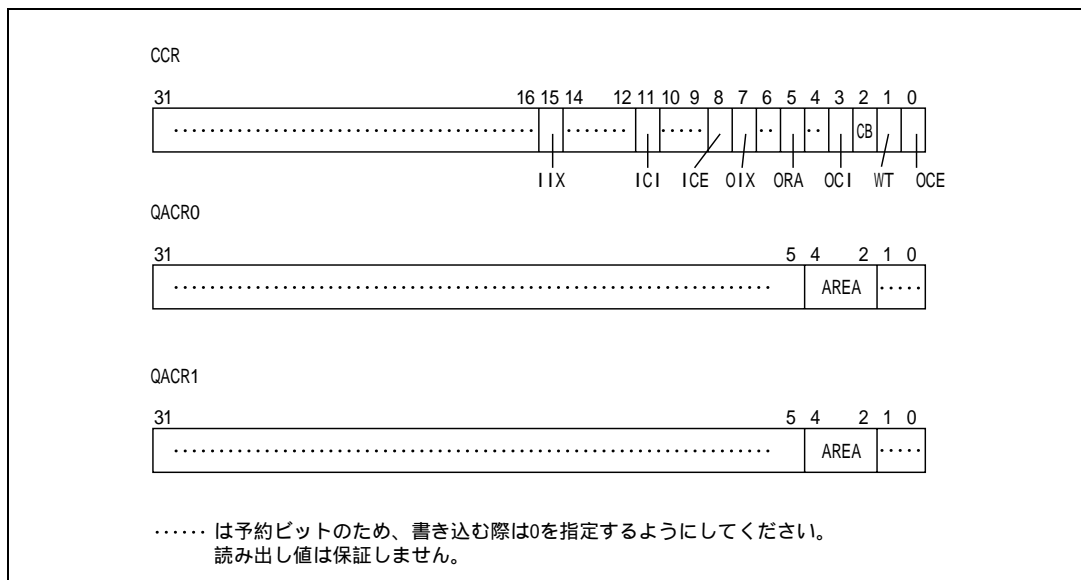 CCR
31 16 15 14 12 11 10 9 8 7 6 5 4 3 2 1 0
CB
IIX ICI ICE OIX ORA OCI WT OCE
QACR0
31 5 4 2 1 0
AREA
QACR1
31 5 4 2 1 0
AREA
…… は予約ビットのため、書き込む際は0を指定するようにしてください。
読み出し値は保証しません。